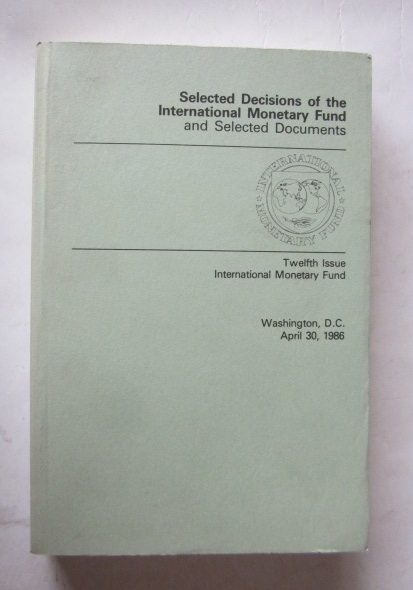 Selected Decisions of the
International Monetary Fund
and Selected Documents
INTERNATIONAL
MONETARY FUND
Twelfth Issue
International Monetary Fund
Washington, D.C.
April 30, 1986